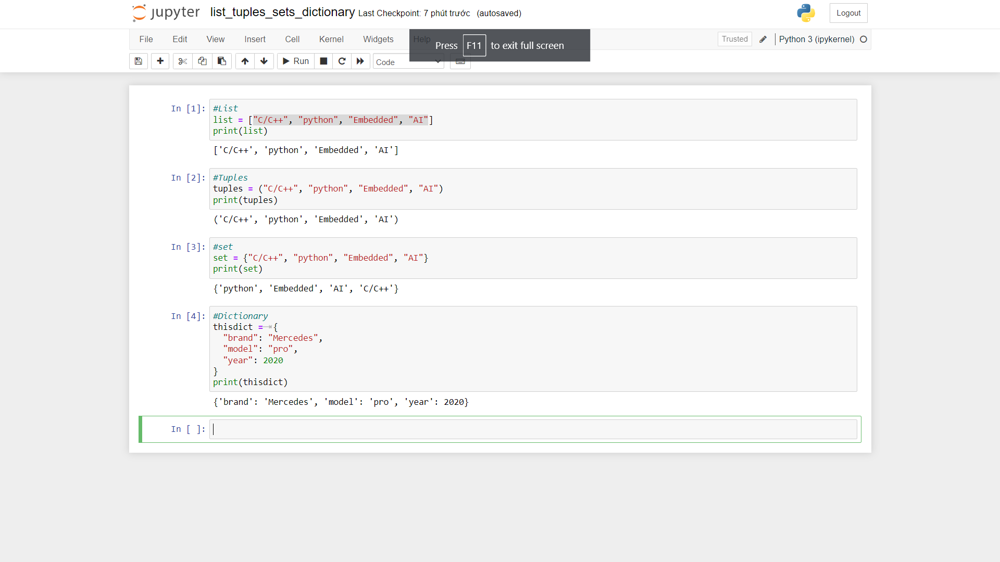 jupyter list_tuples_sets_dictionary Last Checkpoint: 7 phút trước (autosaved) Logout
File Edit View Insert Cell Kernel Widgets Help Trusted Python 3 (ipykernel)
Press F11 to exit full screen
Run Code
In [1]: #List
list = ["C/C++", "python", "Embedded", "AI"]
print(list)
['C/C++', 'python', 'Embedded', 'AI']
In [2]: #Tuples
tuples = ("C/C++", "python", "Embedded", "AI")
print(tuples)
('C/C++', 'python', 'Embedded', 'AI')
In [3]: #set
set = {"C/C++", "python", "Embedded", "AI"}
print(set)
{'python', 'Embedded', 'AI', 'C/C++'}
In [4]: #Dictionary
thisdict = {
"brand": "Mercedes",
"model": "pro",
"year": 2020
}
print(thisdict)
{'brand': 'Mercedes', 'model': 'pro', 'year': 2020}
In [ ]: